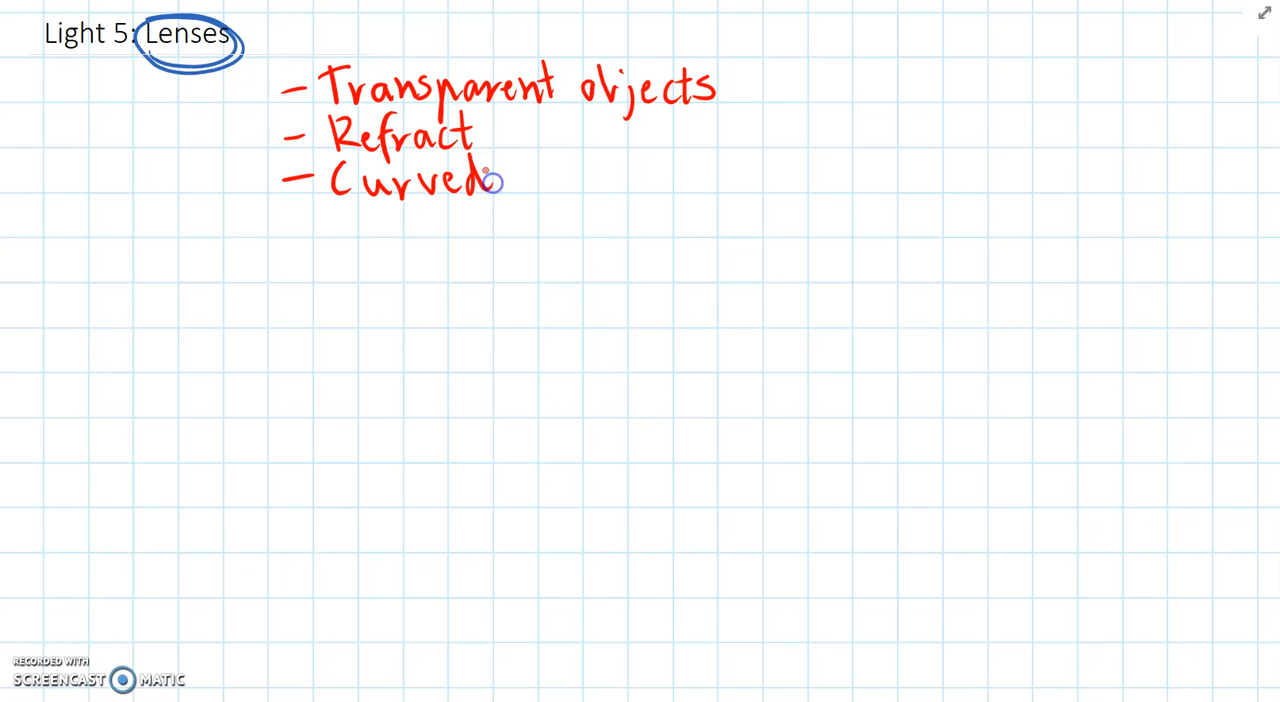 Light 5: Lenses
- Transparent objects
- Refract
- Curved
RECORDED WITH
SCREENCAST MATIC